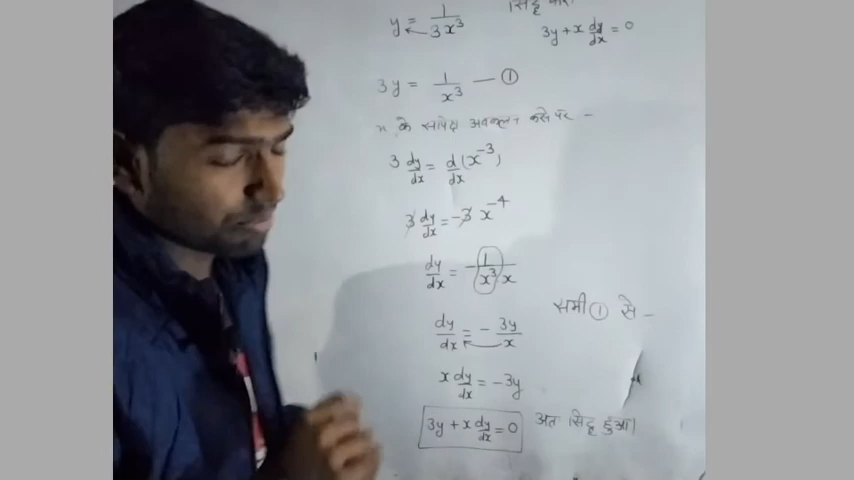 y = 1/3x³ सिद्ध करो
3y + x dy/dx = 0
3y = 1/x³ — ①
x के सापेक्ष अवकलन करने पर -
3 dy/dx = d/dx (x⁻³)
3 dy/dx = -3 x⁻⁴
dy/dx = - 1/x³x
समी ① से -
dy/dx = - 3y/x
x dy/dx = -3y
3y + x dy/dx = 0 अतः सिद्ध हुआ।